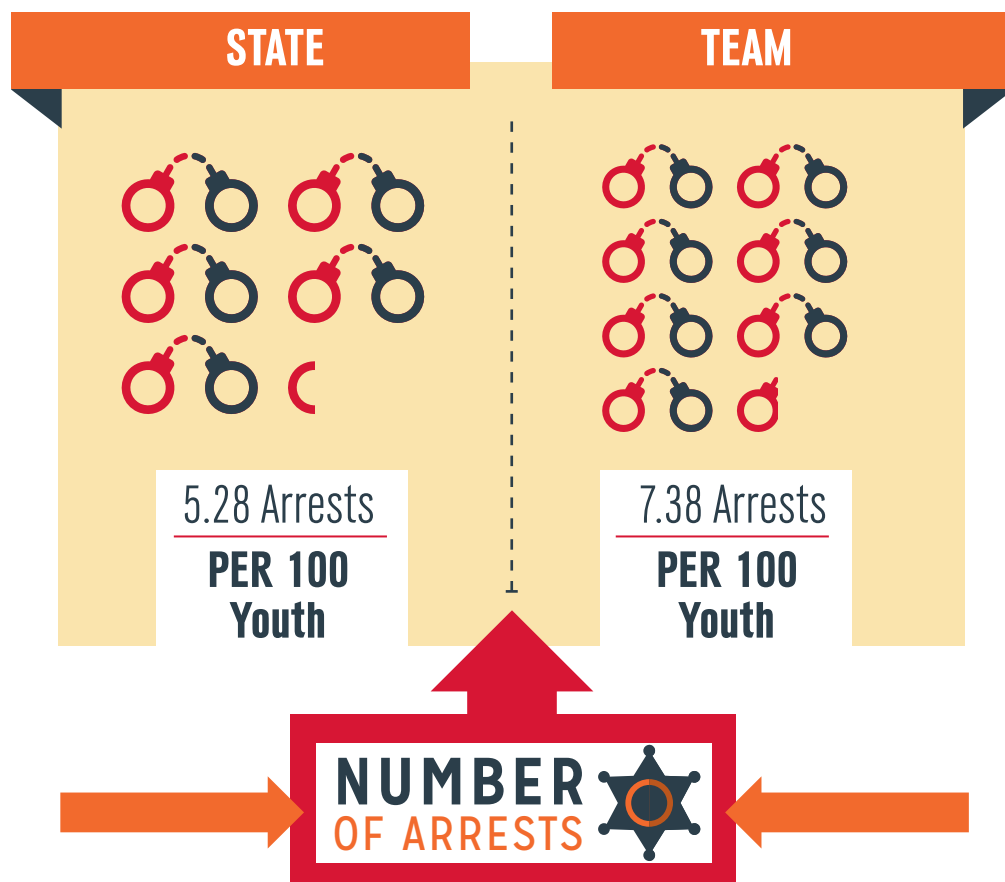 STATE
TEAM
5.28 Arrests
PER 100
Youth
7.38 Arrests
PER 100
Youth
NUMBER
OF ARRESTS